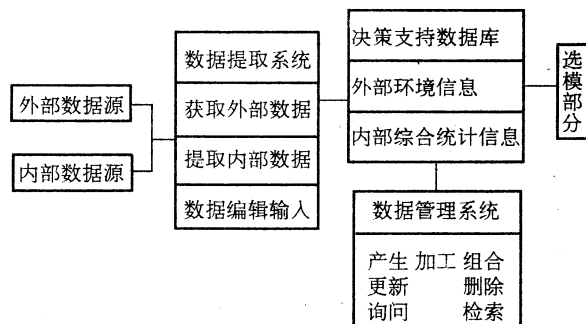 外部数据源
内部数据源
数据提取系统
获取外部数据
提取内部数据
数据编辑输入
决策支持数据库
外部环境信息
内部综合统计信息
选模部分
数据管理系统
产生 加工 组合
更新 删除
询问 检索